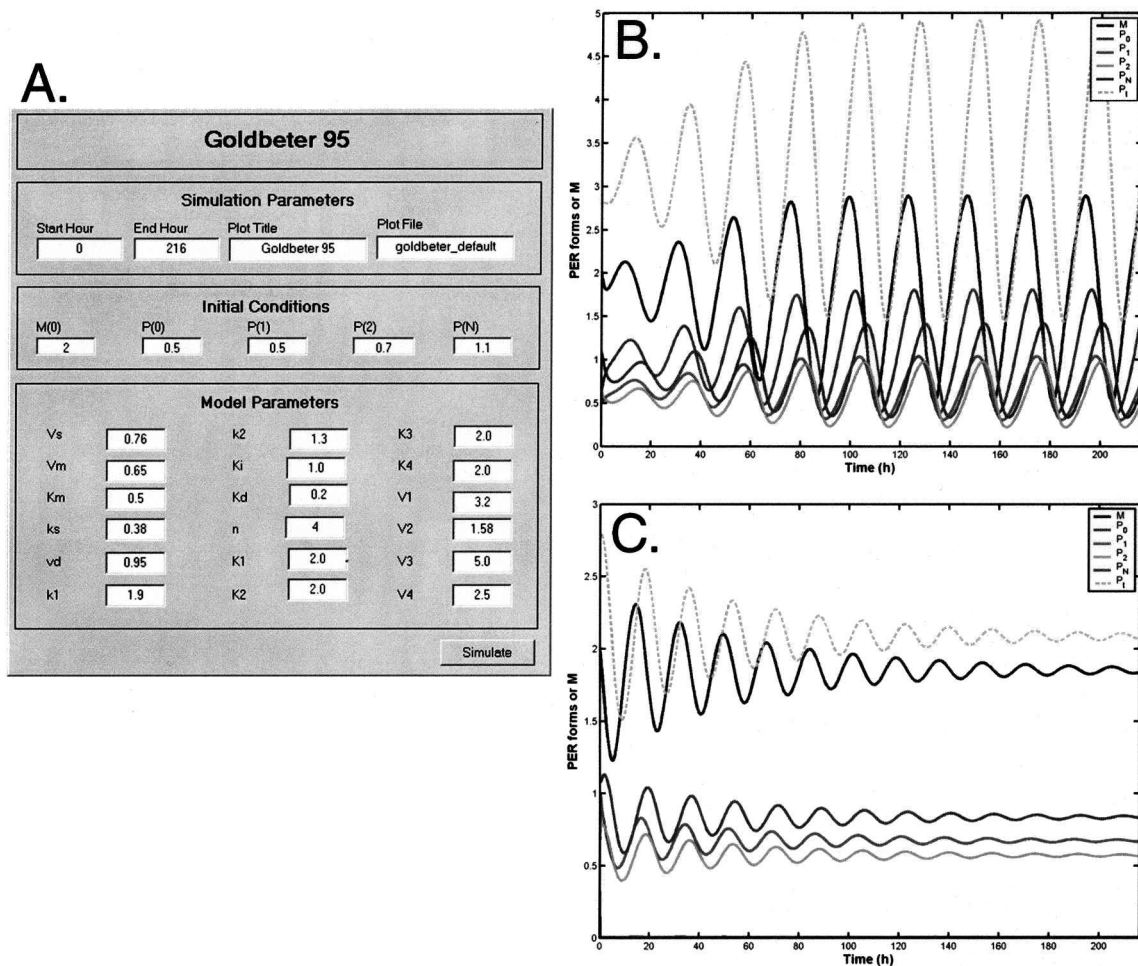 A.
Goldbeter 95
Simulation Parameters
Start Hour End Hour Plot Title Plot File
0 216 Goldbeter 95 goldbeter_default
Initial Conditions
M(0) P(0) P(1) P(2) P(N)
2 0.5 0.5 0.7 1.1
Model Parameters
Vs 0.76 k2 1.3 K3 2.0
Vm 0.65 Ki 1.0 K4 2.0
Km 0.5 Kd 0.2 V1 3.2
ks 0.38 n 4 V2 1.58
vd 0.95 K1 2.0 V3 5.0
k1 1.9 K2 2.0 V4 2.5
Simulate
B.
M
P0
P1
P2
PN
Pt
5
4.5
4
3.5
3
2.5
2
1.5
1
0.5
0
PER forms or M
0 20 40 60 80 100 120 140 160 180 200
Time (h)
C.
M
P0
P1
P2
PN
Pt
3
2.5
2
1.5
1
0.5
0
PER forms or M
0 20 40 60 80 100 120 140 160 180 200
Time (h)